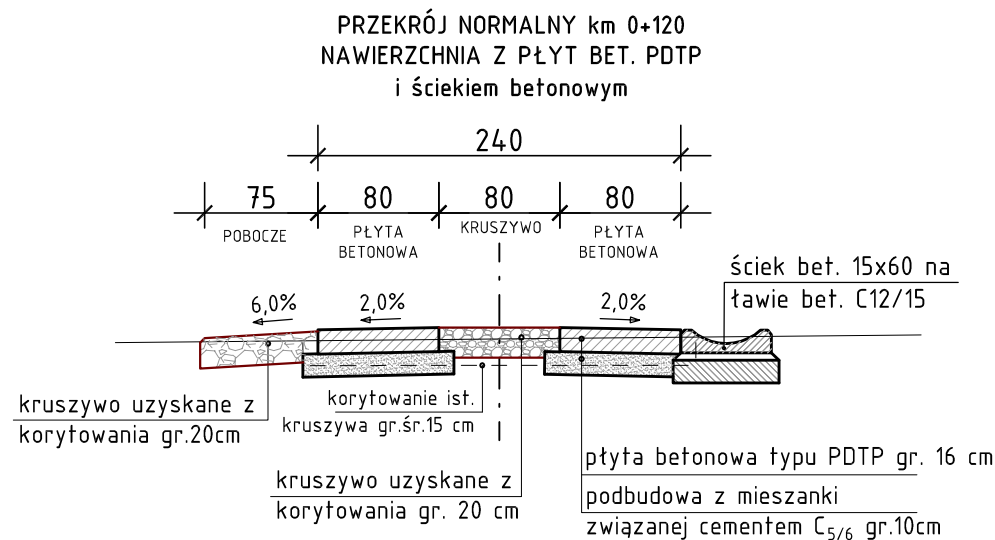 PRZEKRÓJ NORMALNY km 0+120
NAWIERZCHNIA Z PŁYT BET. PDTP
i ściekiem betonowym
240
75 80 80 80
POBOCZE
PŁYTA
BETONOWA
KRUSZYWO
PŁYTA
BETONOWA
ściek bet. 15x60 na
ławie bet. C12/15
6,0% 2,0% 2,0%
kruszywo uzyskane z
korytowania gr.20cm
korytowanie ist.
kruszywa gr.śr.15 cm
kruszywo uzyskane z
korytowania gr. 20 cm
płyta betonowa typu PDTP gr. 16 cm
podbudowa z mieszanki
związanej cementem C5/6 gr.10cm